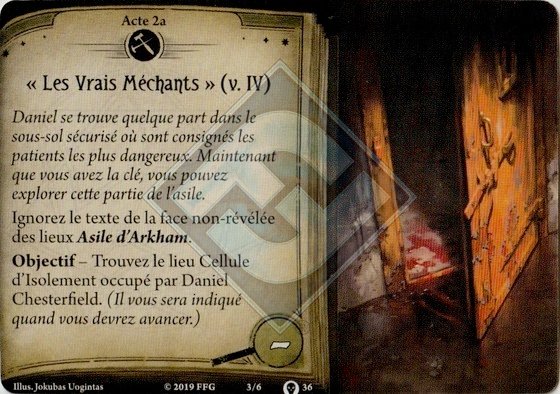 Acte 2a
« Les Vrais Méchants » (v. IV)
Daniel se trouve quelque part dans le
sous-sol sécurisé où sont consignés les
patients les plus dangereux. Maintenant
que vous avez la clé, vous pouvez
explorer cette partie de l'asile.
Ignorez le texte de la face non-révélée
des lieux Asile d'Arkham.
Objectif – Trouvez le lieu Cellule
d'Isolement occupé par Daniel
Chesterfield. (Il vous sera indiqué
quand vous devrez avancer.)
–
Illus. Jokubas Uogintas © 2019 FFG 3/6 36